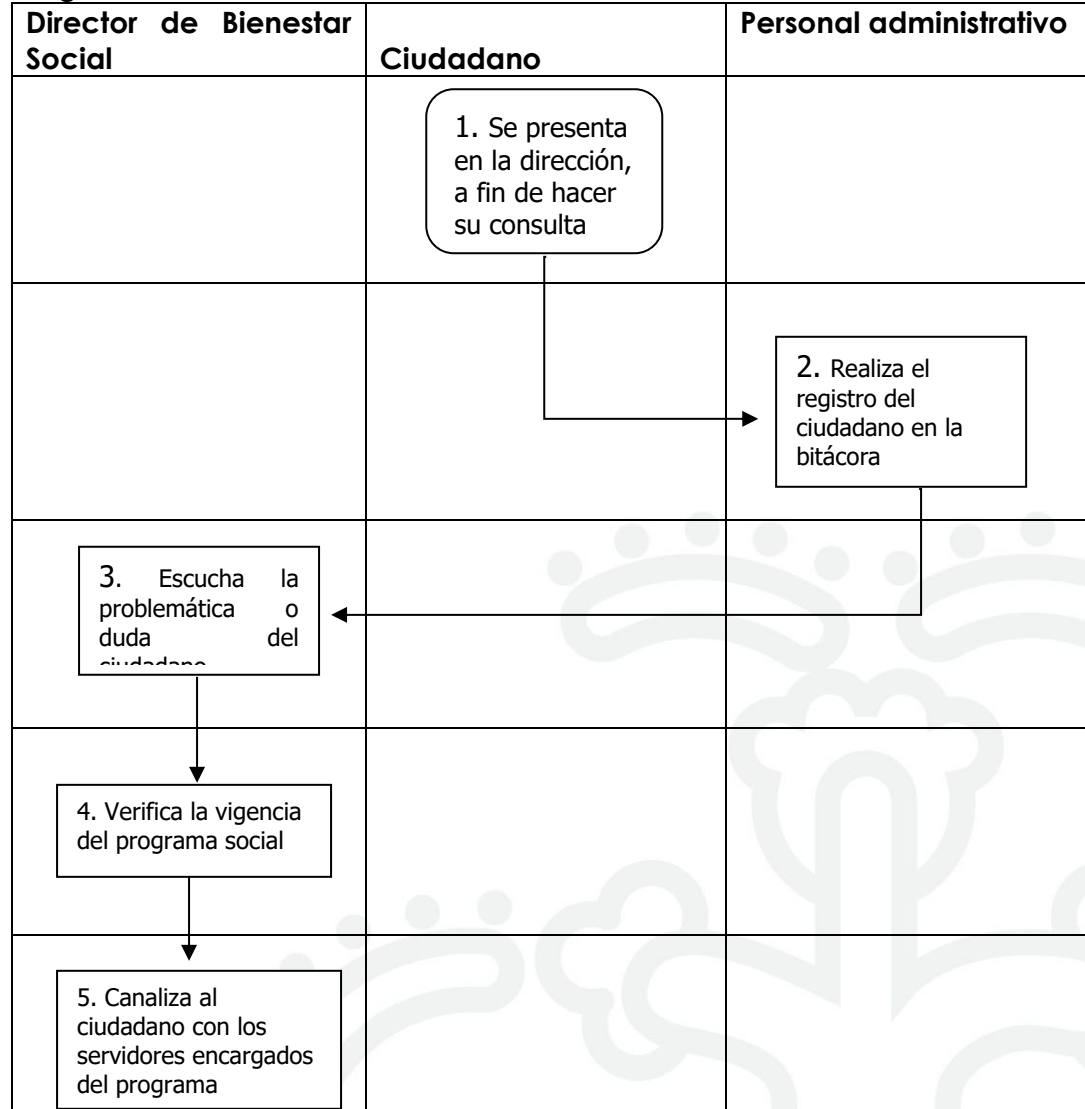 Director de Bienestar
Social
Ciudadano
Personal administrativo
1. Se presenta
en la dirección,
a fin de hacer
su consulta
2. Realiza el
registro del
ciudadano en la
bitácora
3. Escucha la
problemática o
duda del
ciudadano
4. Verifica la vigencia
del programa social
5. Canaliza al
ciudadano con los
servidores encargados
del programa